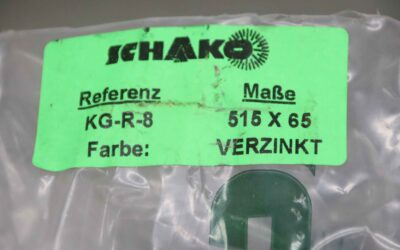 SCHAKO
Referenz Maße
KG-R-8 515 X 65
Farbe: VERZINKT